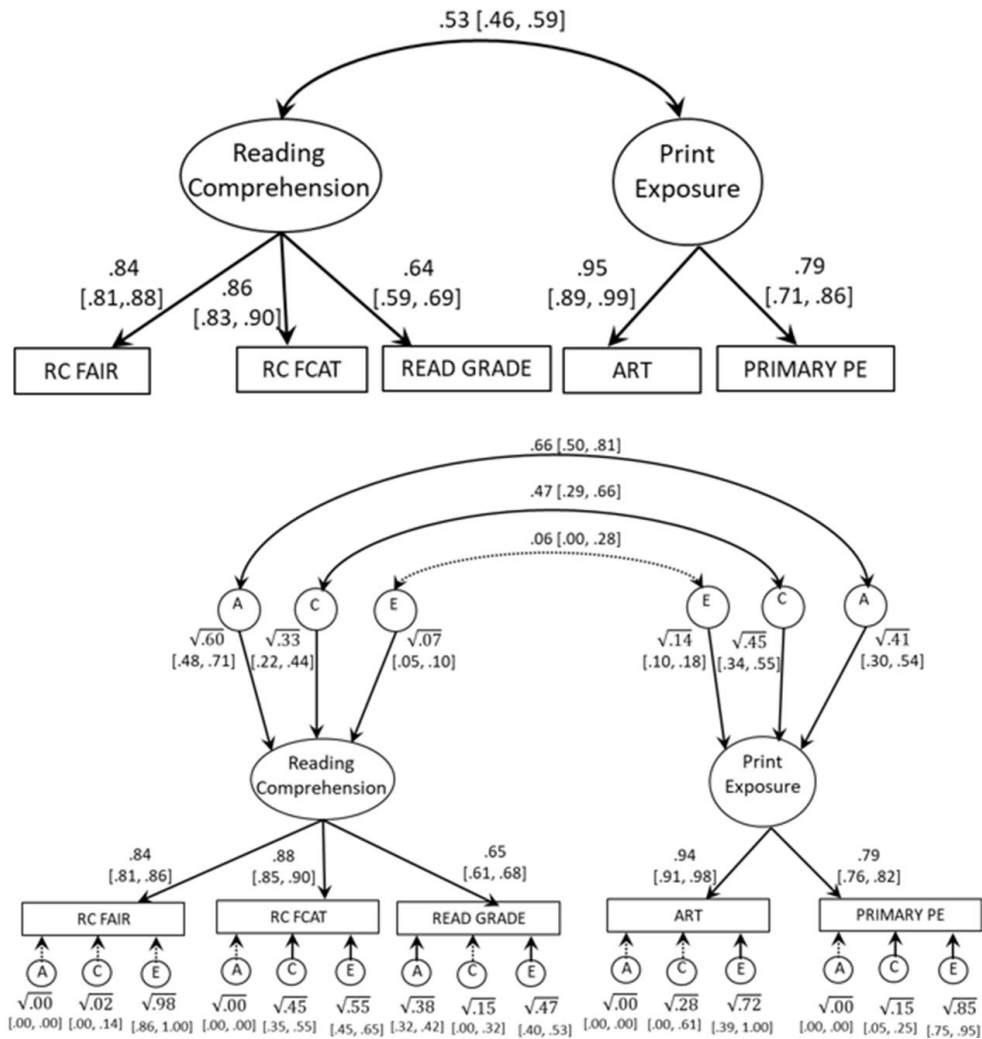 .53 [.46, .59]
Reading
Comprehension
Print
Exposure
.84
[.81,.88]
.86
[.83, .90]
.64
[.59, .69]
.95
[.89, .99]
.79
[.71, .86]
RC FAIR
RC FCAT
READ GRADE
ART
PRIMARY PE
.66 [.50, .81]
.47 [.29, .66]
.06 [.00, .28]
A
C
E
E
C
A
√.60
[.48, .71]
√.33
[.22, .44]
√.07
[.05, .10]
√.14
[.10, .18]
√.45
[.34, .55]
√.41
[.30, .54]
Reading
Comprehension
Print
Exposure
.84
[.81, .86]
.88
[.85, .90]
.65
[.61, .68]
.94
[.91, .98]
.79
[.76, .82]
RC FAIR
RC FCAT
READ GRADE
ART
PRIMARY PE
A C E A C E A C E A C E A C E
√.00 √.02 √.98 √.00 √.45 √.55 √.38 √.15 √.47 √.00 √.28 √.72 √.00 √.15 √.85
[.00, .00] [.00, .14] [.86, 1.00] [.00, .00] [.35, .55] [.45, .65] [.32, .42] [.00, .32] [.40, .53] [.00, .00] [.00, .61] [.39, 1.00] [.00, .00] [.05, .25] [.75, .95]